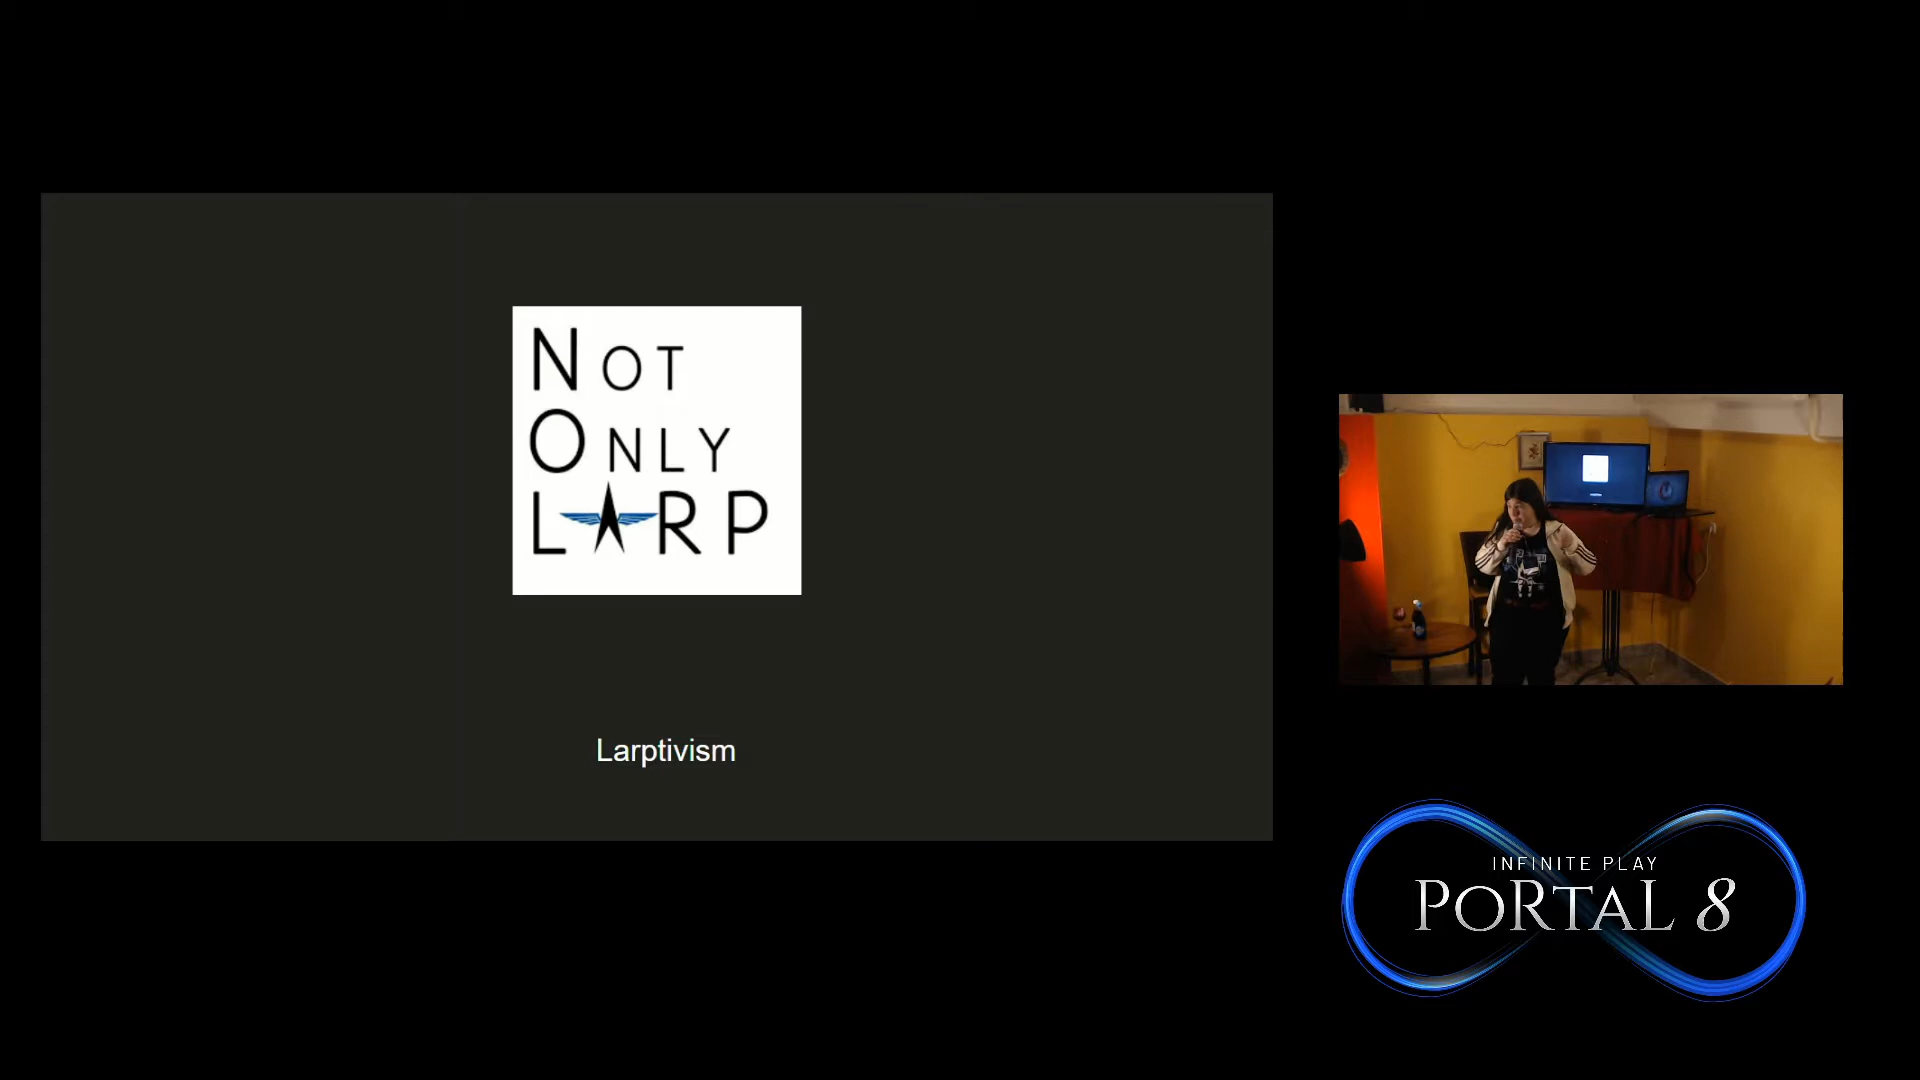 NOT
ONLY
LARP
Larptivism
INFINITE PLAY
PORTAL 8